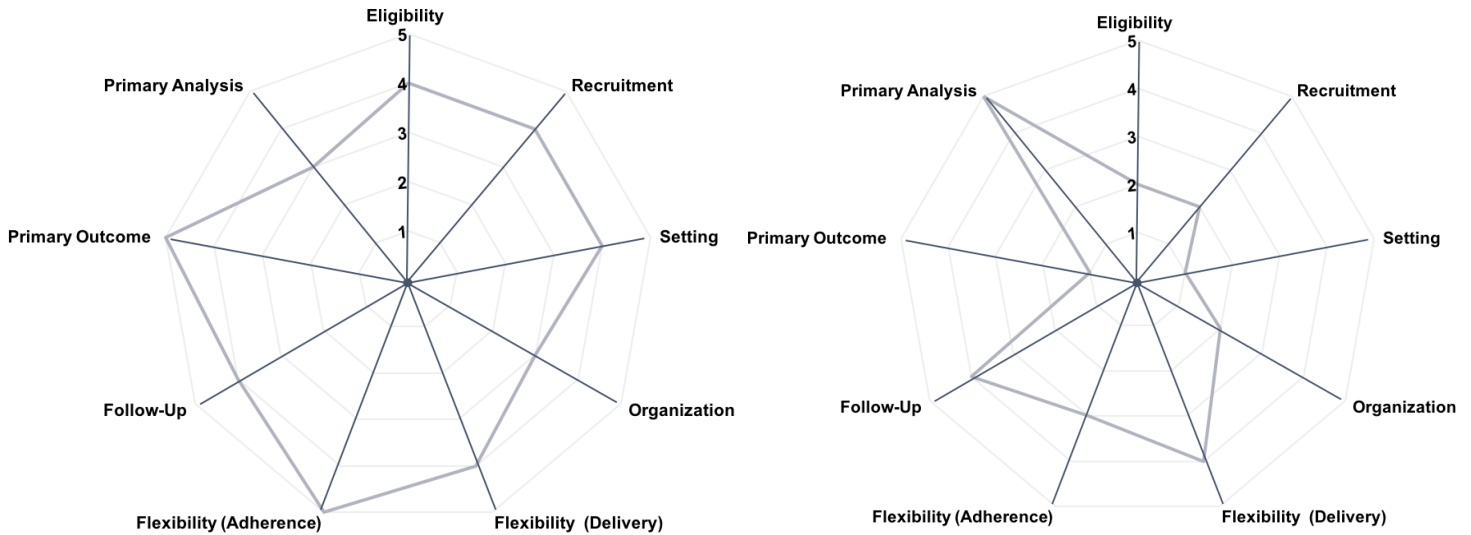 Eligibility
5
4
3
2
1
Recruitment
Setting
Organization
Flexibility (Delivery)
Flexibility (Adherence)
Follow-Up
Primary Outcome
Primary Analysis
Eligibility
5
4
3
2
1
Recruitment
Setting
Organization
Flexibility (Delivery)
Flexibility (Adherence)
Follow-Up
Primary Outcome
Primary Analysis